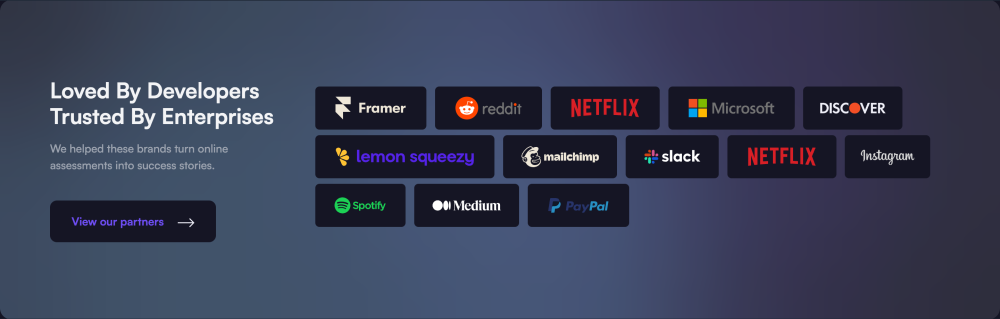 Loved By Developers
Trusted By Enterprises
We helped these brands turn online
assessments into success stories.
View our partners
Framer
reddit
NETFLIX
Microsoft
DISCOVER
lemon squeezy
mailchimp
slack
NETFLIX
Instagram
Spotify
Medium
PayPal